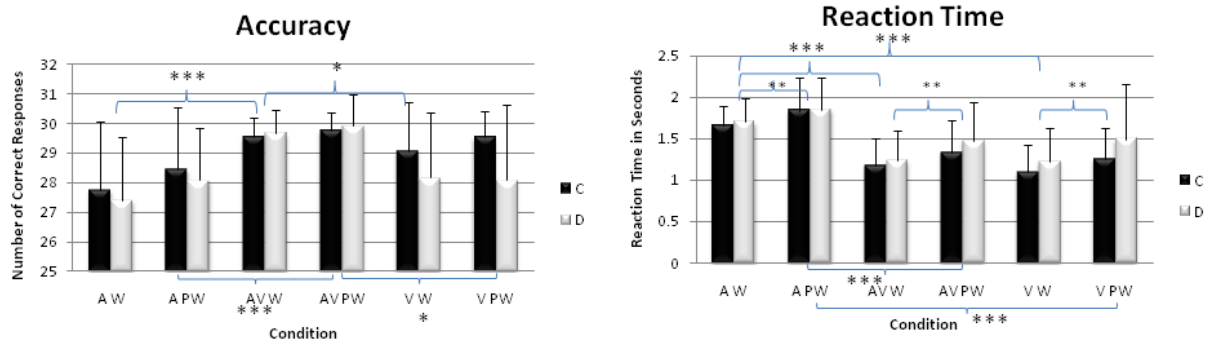 Accuracy
Number of Correct Responses
32
31
30
29
28
27
26
25
***
*
A W
A PW
AV W
AV PW
V W
V PW
***
*
Condition
C
D
Reaction Time
Reaction Time in Seconds
2.5
2
1.5
1
0.5
0
***
***
**
**
**
A W
A PW
AV W
AV PW
V W
V PW
***
***
Condition
C
D